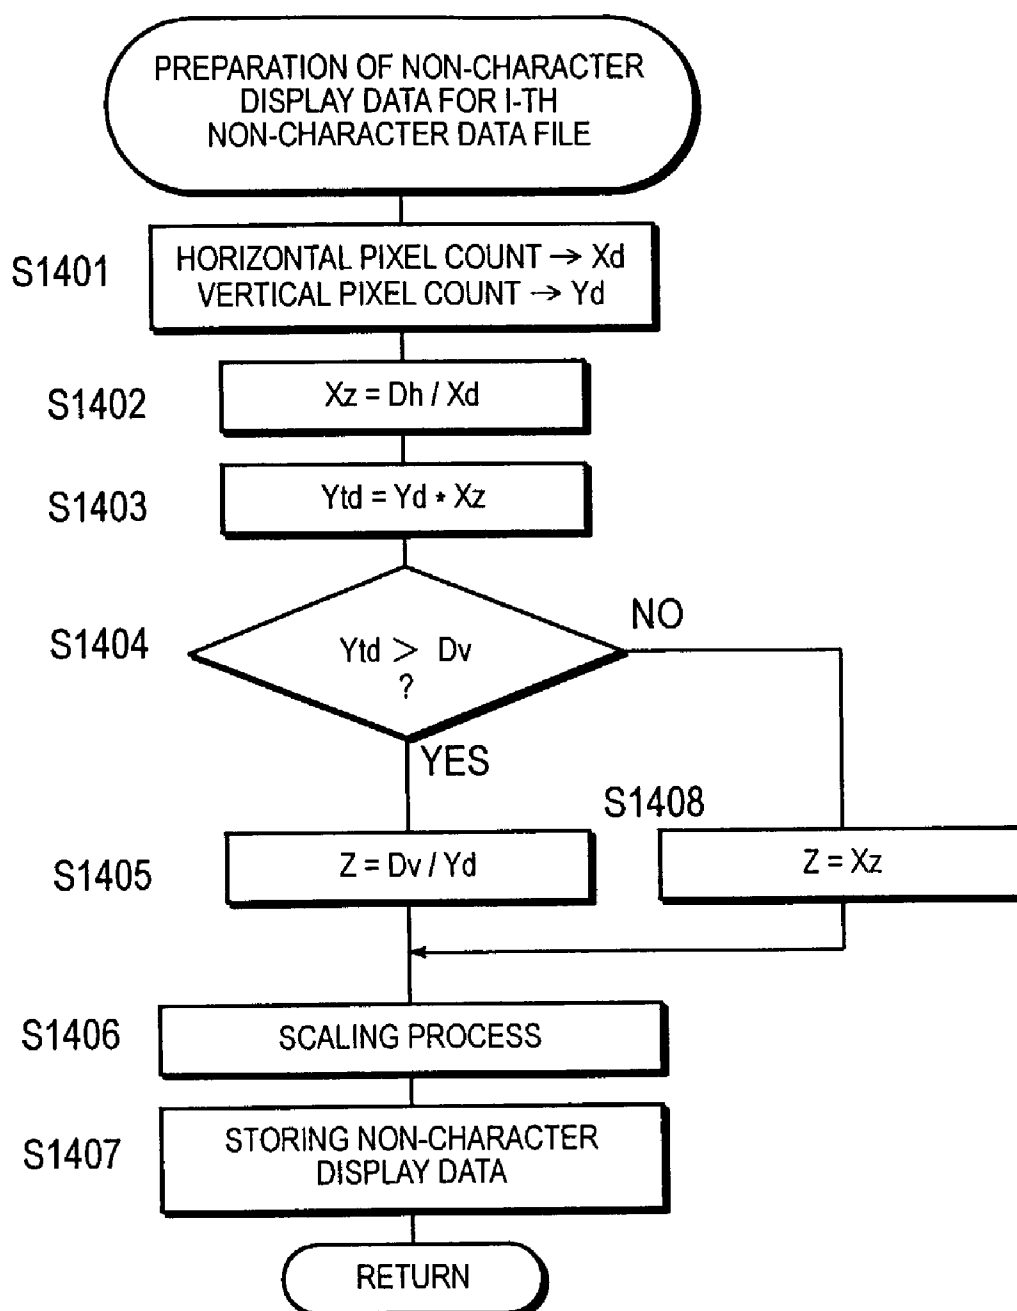 PREPARATION OF NON-CHARACTER
DISPLAY DATA FOR I-TH
NON-CHARACTER DATA FILE
S1401
HORIZONTAL PIXEL COUNT → Xd
VERTICAL PIXEL COUNT → Yd
S1402
Xz = Dh / Xd
S1403
Ytd = Yd * Xz
S1404
Ytd > Dv
?
NO
YES
S1405
Z = Dv / Yd
S1408
Z = Xz
S1406
SCALING PROCESS
S1407
STORING NON-CHARACTER
DISPLAY DATA
RETURN